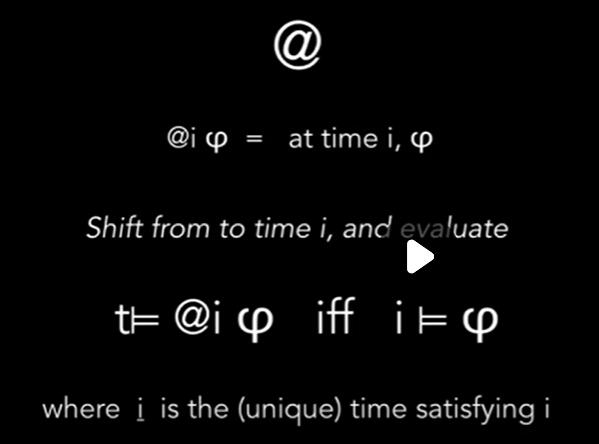 @
@i φ = at time i, φ
Shift from to time i, and evaluate
t⊨ @i φ iff i ⊨ φ
where i is the (unique) time satisfying i